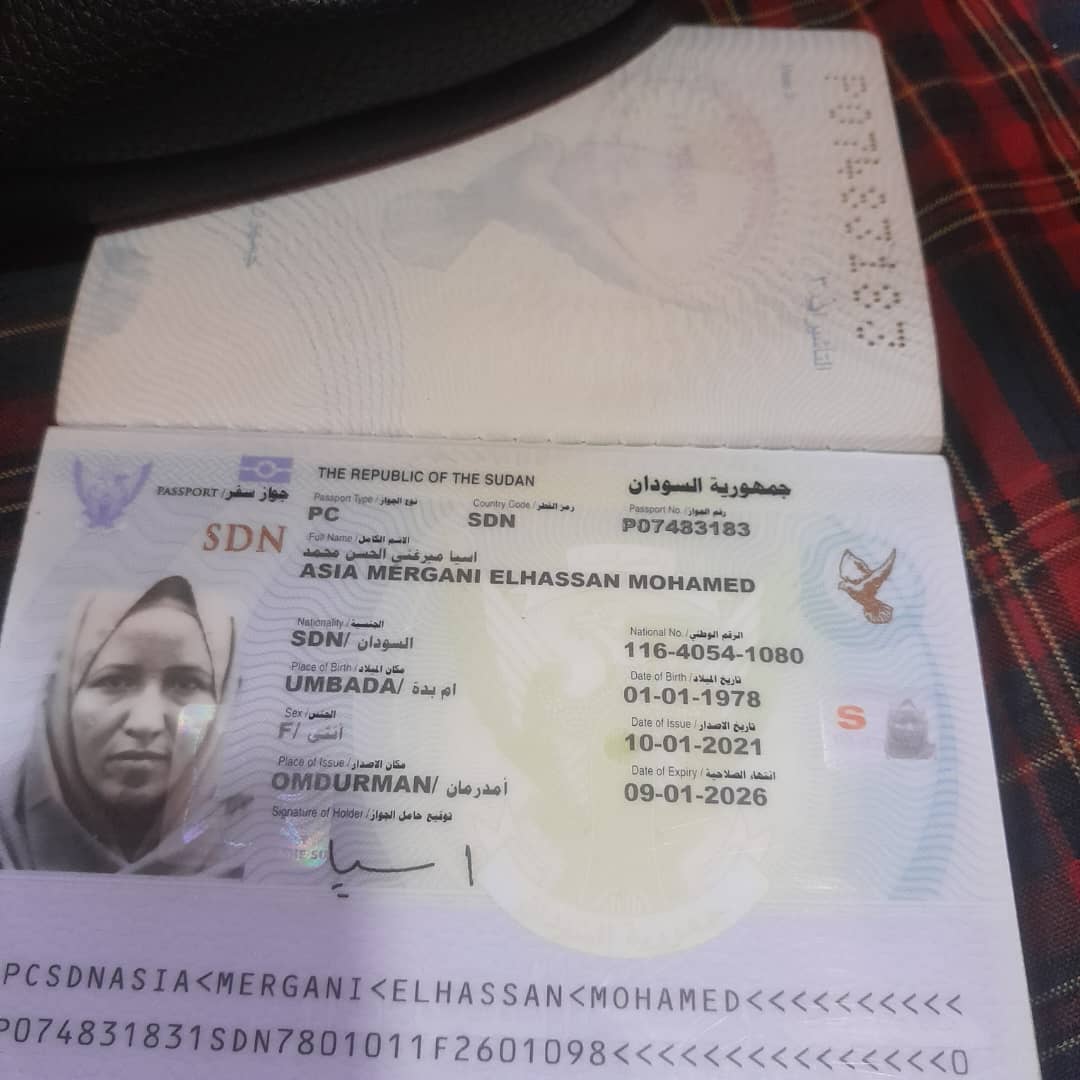 P07483183
PASSPORT / جواز سفر
THE REPUBLIC OF THE SUDAN
جمهورية السودان
Passport Type / نوع الجواز
Country Code / رمز القطر
Passport No. / رقم الجواز
PC
SDN
P07483183
SDN
Full Name / الاسم الكامل
اسيا ميرغني الحسن محمد
ASIA MERGANI ELHASSAN MOHAMED
Nationality / الجنسية
SDN/ السودان
National No. / الرقم الوطني
116-4054-1080
Place of Birth / مكان الميلاد
UMBADA/ ام بدة
Date of Birth / تاريخ الميلاد
01-01-1978
Sex / الجنس
F/ أنثى
Date of Issue / تاريخ الاصدار
10-01-2021
S
Place of Issue / مكان الاصدار
OMDURMAN/ أمدرمان
Date of Expiry / انتهاء الصلاحية
09-01-2026
Signature of Holder / توقيع حامل الجواز
اسيا
PCSDNASIA<MERGANI<ELHASSAN<MOHAMED<<<<<<<<<<
P074831831SDN7801011F2601098<<<<<<<<<<<<<<<0